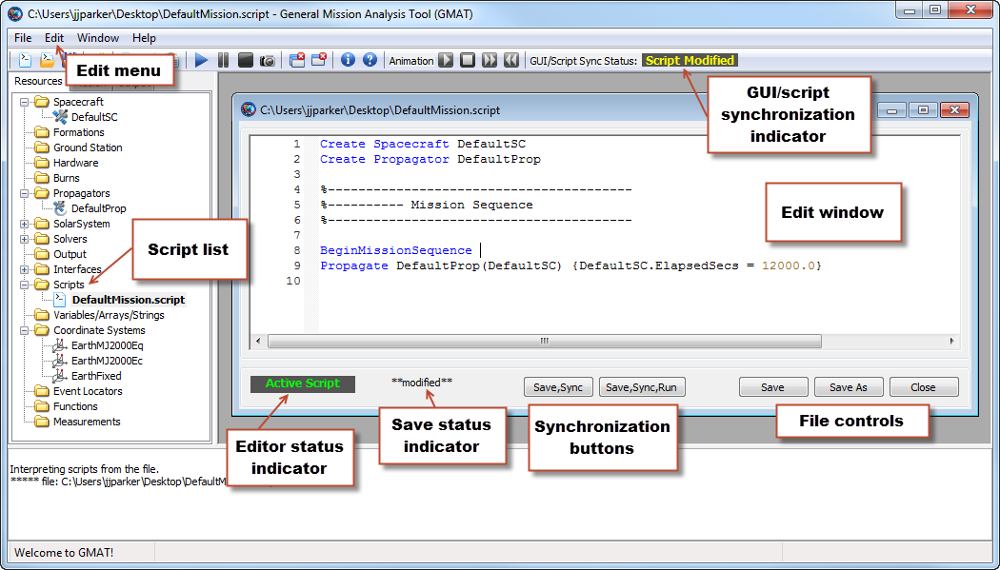 C:\Users\jjparker\Desktop\DefaultMission.script - General Mission Analysis Tool (GMAT)
File Edit Window Help
Animation GUI/Script Sync Status: Script Modified
Edit menu
Resources
Spacecraft
DefaultSC
Formations
Ground Station
Hardware
Burns
Propagators
DefaultProp
SolarSystem
Solvers
Output
Interfaces
Scripts
DefaultMission.script
Variables/Arrays/Strings
Coordinate Systems
EarthMJ2000Eq
EarthMJ2000Ec
EarthFixed
Event Locators
Functions
Measurements
Script list
GUI/script
synchronization
indicator
C:\Users\jjparker\Desktop\DefaultMission.script
1 Create Spacecraft DefaultSC
2 Create Propagator DefaultProp
3
4 %----------------------------------------
5 %---------- Mission Sequence
6 %----------------------------------------
7
8 BeginMissionSequence
9 Propagate DefaultProp(DefaultSC) {DefaultSC.ElapsedSecs = 12000.0}
10
Edit window
Active Script **modified** Save,Sync Save,Sync,Run Save Save As Close
Editor status
indicator
Save status
indicator
Synchronization
buttons
File controls
Interpreting scripts from the file.
***** file: C:\Users\jjparker\Desktop\DefaultM
Welcome to GMAT!